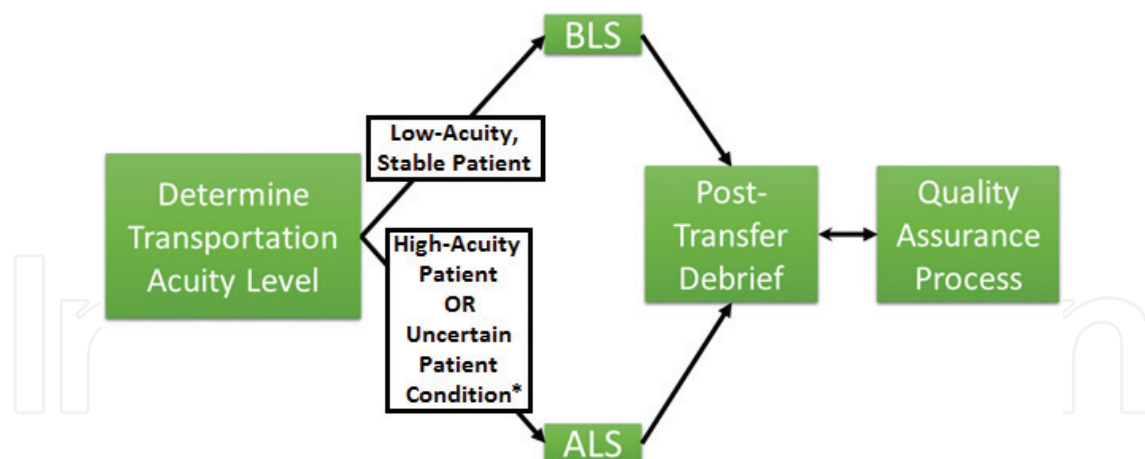 BLS
Low-Acuity,
Stable Patient
Determine
Transportation
Acuity Level
High-Acuity
Patient
OR
Uncertain
Patient
Condition*
ALS
Post-
Transfer
Debrief
Quality
Assurance
Process